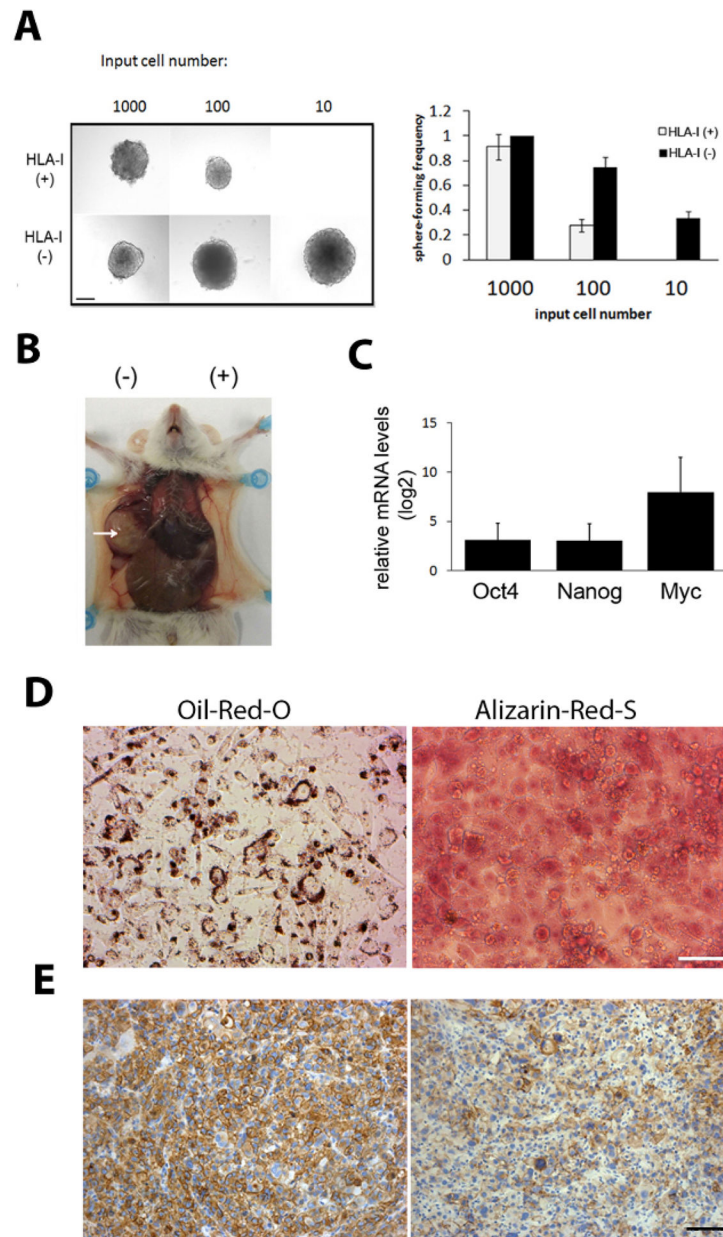 A
Input cell number:
1000 100 10
HLA-I
(+)
HLA-I
(-)
sphere-forming frequency
1.2
1
0.8
0.6
0.4
0.2
0
HLA-I (+)
HLA-I (-)
1000 100 10
input cell number
B
(-) (+)
C
relative mRNA levels
(log2)
15
10
5
0
Oct4 Nanog Myc
D
Oil-Red-O Alizarin-Red-S
E